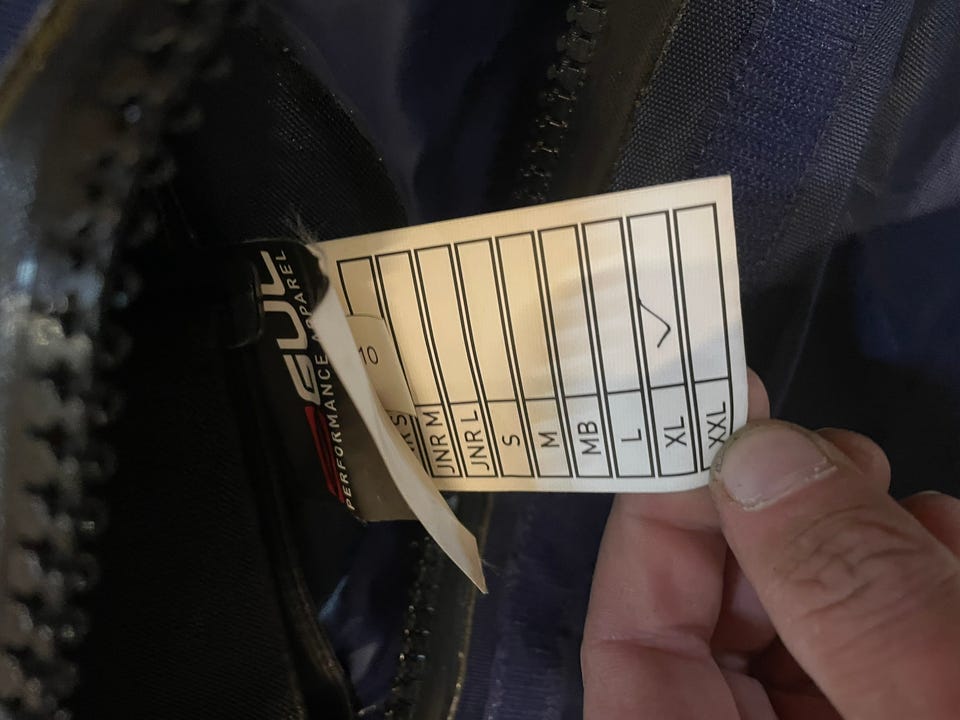 GUL
PERFORMANCE APPAREL
10
JNR M
JNR L
S
M
MB
L
XL
XXL